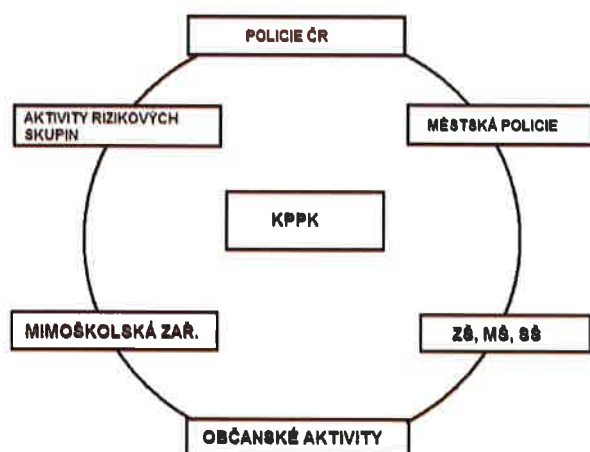 POLICIE ČR
AKTIVITY RIZIKOVÝCH
SKUPIN
MĚSTSKÁ POLICIE
KPPK
MIMOŠKOLSKÁ ZAŘ.
ZŠ, MŠ, SŠ
OBČANSKÉ AKTIVITY